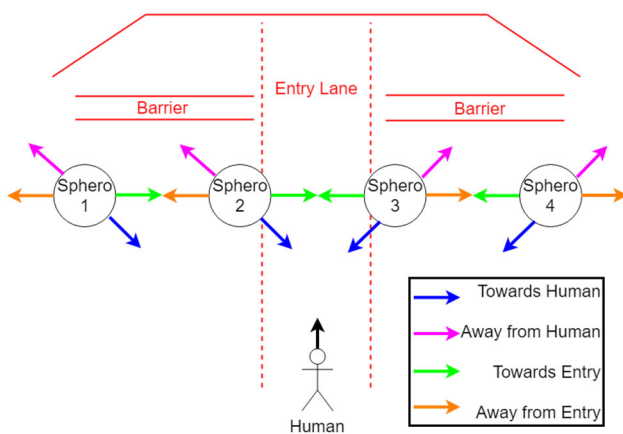 Entry Lane
Barrier
Barrier
Sphero
1
Sphero
2
Sphero
3
Sphero
4
Human
Towards Human
Away from Human
Towards Entry
Away from Entry